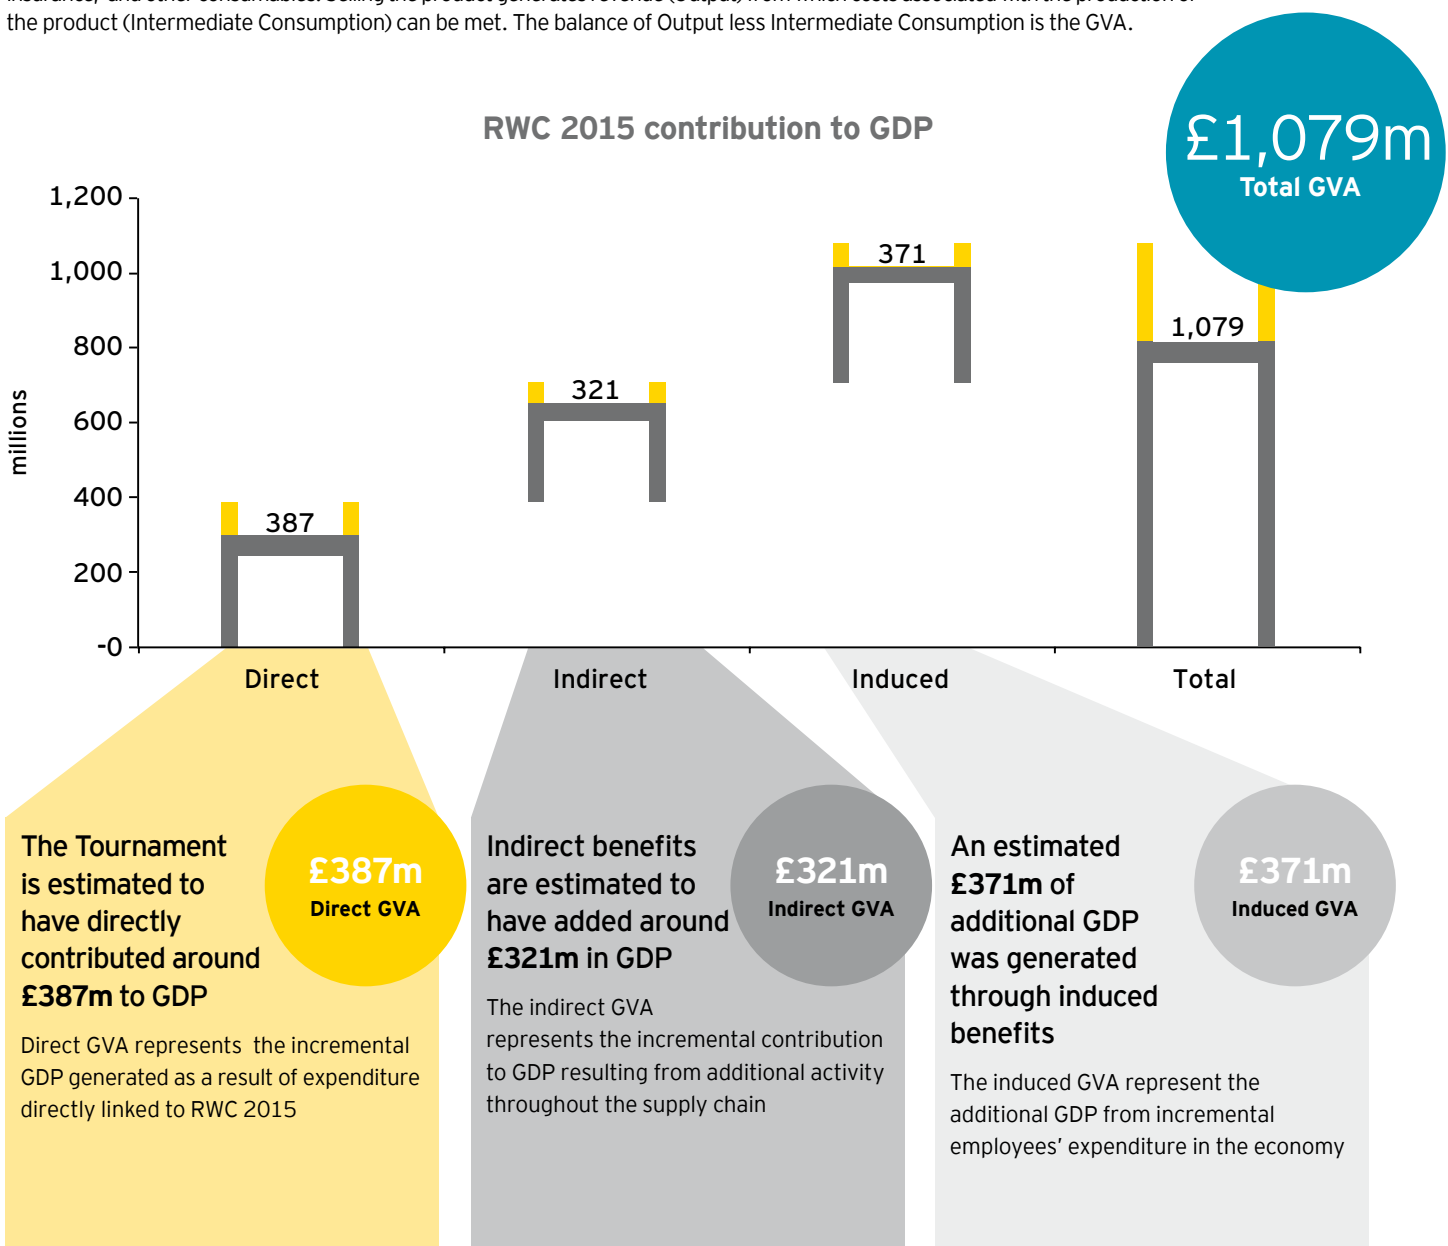 the product (Intermediate Consumption) can be met. The balance of Output less Intermediate Consumption is the GVA.
£1,079m
Total GVA
RWC 2015 contribution to GDP
millions
1,200
1,000
800
600
400
200
-0
387
321
371
1,079
Direct
Indirect
Induced
Total
The Tournament
is estimated to
have directly
contributed around
£387m to GDP
£387m
Direct GVA
Direct GVA represents the incremental
GDP generated as a result of expenditure
directly linked to RWC 2015
Indirect benefits
are estimated to
have added around
£321m in GDP
£321m
Indirect GVA
The indirect GVA
represents the incremental contribution
to GDP resulting from additional activity
throughout the supply chain
An estimated
£371m of
additional GDP
was generated
through induced
benefits
£371m
Induced GVA
The induced GVA represent the
additional GDP from incremental
employees’ expenditure in the economy